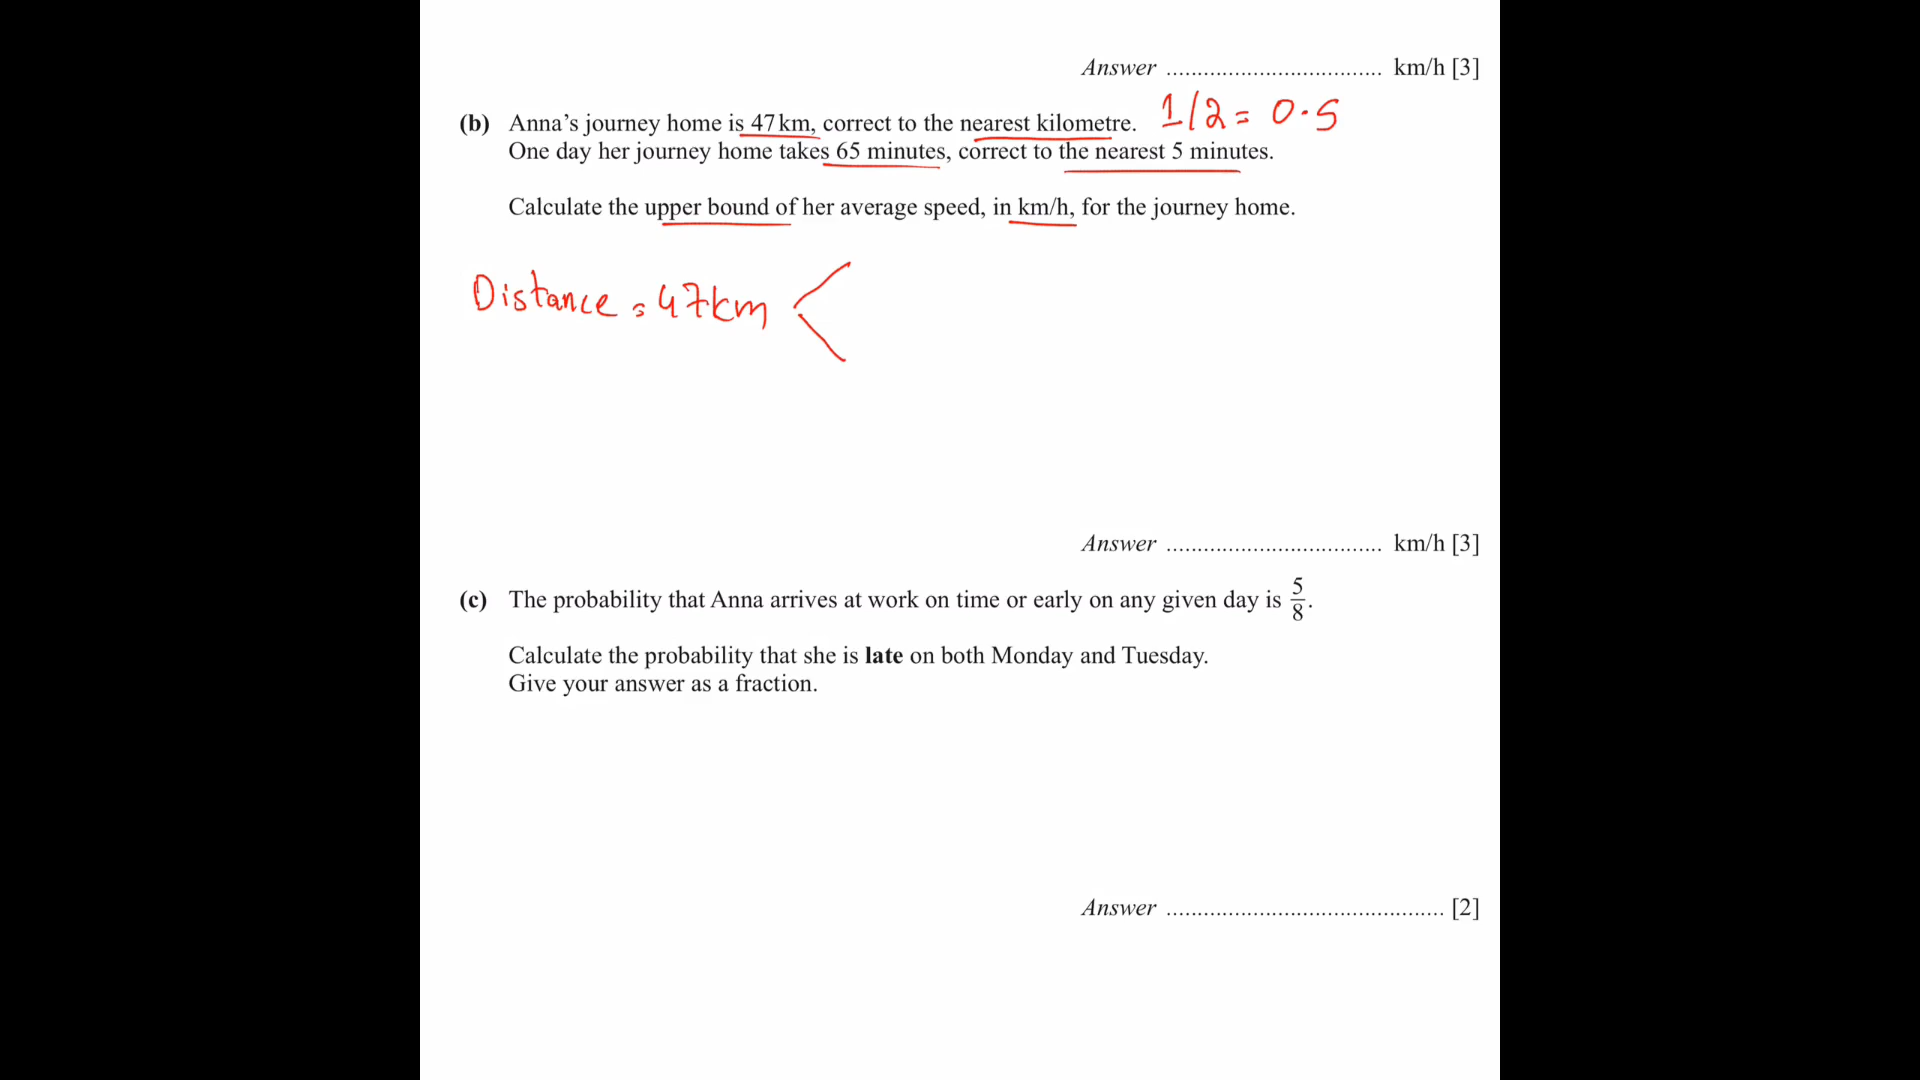 Answer .................................. km/h [3]
(b) Anna’s journey home is 47 km, correct to the nearest kilometre. 1/2 = 0.5
One day her journey home takes 65 minutes, correct to the nearest 5 minutes.
Calculate the upper bound of her average speed, in km/h, for the journey home.
Distance = 47km
Answer .................................. km/h [3]
(c) The probability that Anna arrives at work on time or early on any given day is 5/8.
Calculate the probability that she is late on both Monday and Tuesday.
Give your answer as a fraction.
Answer ............................................ [2]